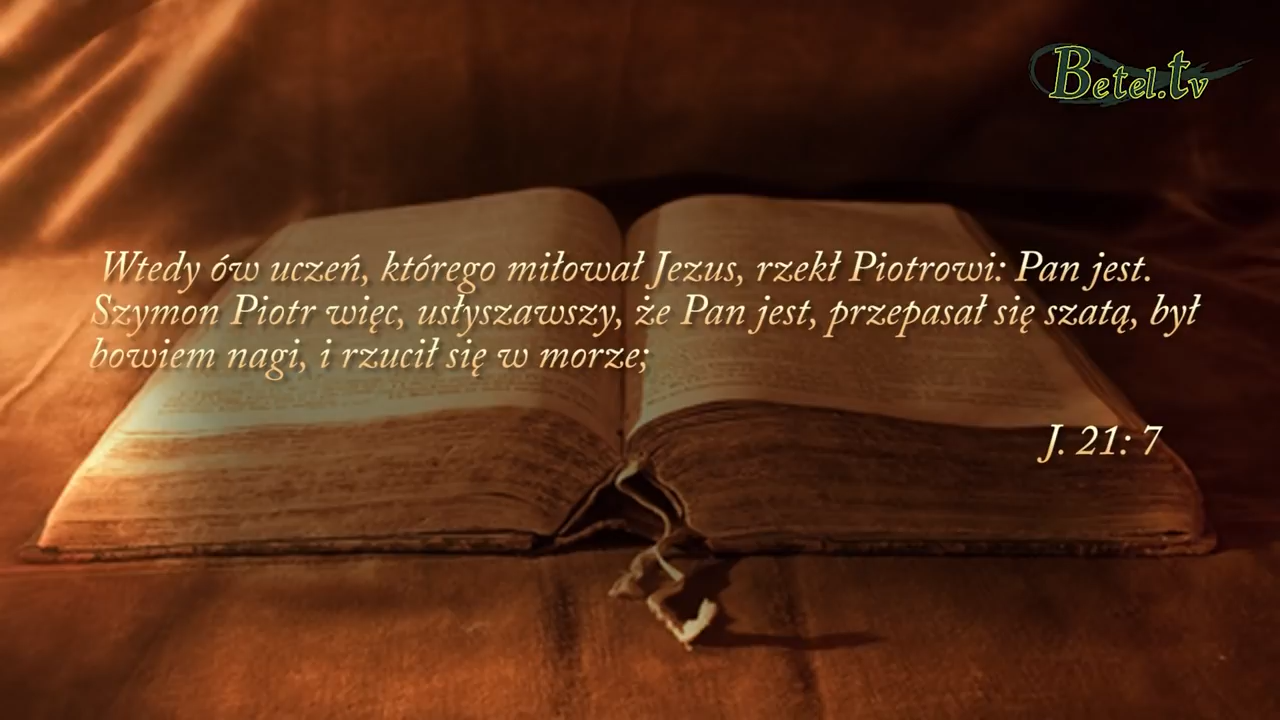 Betel.tv
Wtedy ów uczeń, którego miłował Jezus, rzekł Piotrowi: Pan jest.
Szymon Piotr więc, usłyszawszy, że Pan jest, przepasał się szatą, był
bowiem nagi, i rzucił się w morze;
J. 21: 7